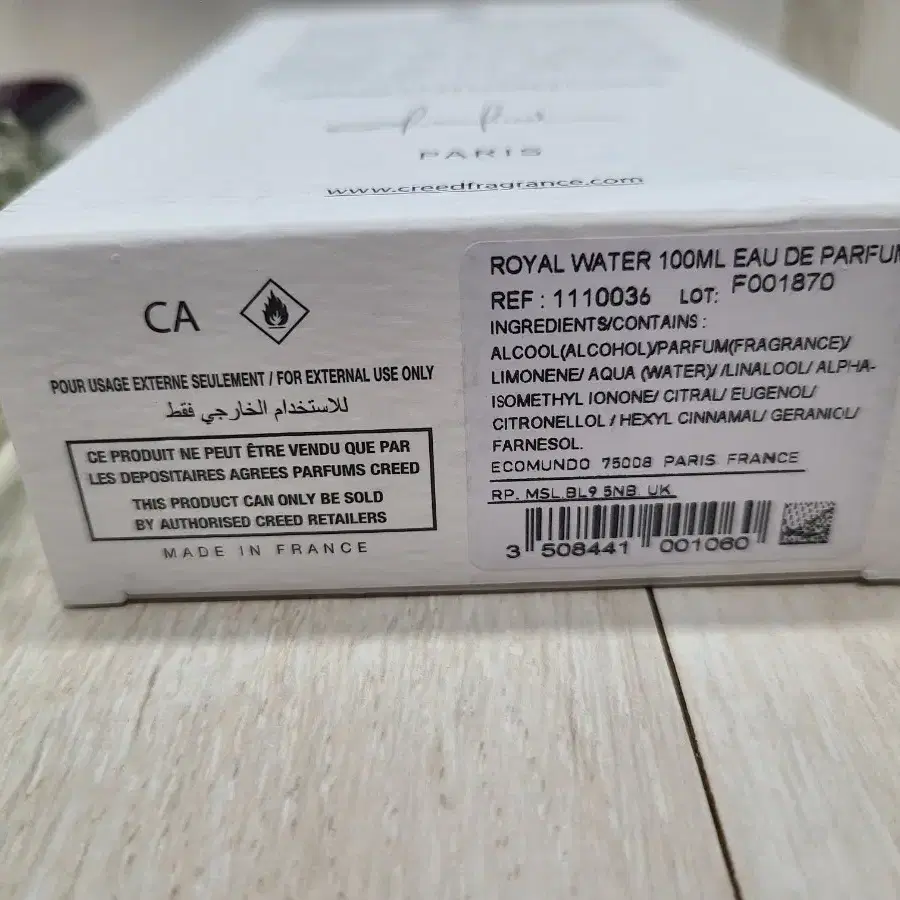 PARIS
www.creedfragrance.com
CA
POUR USAGE EXTERNE SEULEMENT / FOR EXTERNAL USE ONLY
للاستخدام الخارجي فقط
CE PRODUIT NE PEUT ÊTRE VENDU QUE PAR
LES DEPOSITAIRES AGREES PARFUMS CREED
THIS PRODUCT CAN ONLY BE SOLD
BY AUTHORISED CREED RETAILERS
MADE IN FRANCE
ROYAL WATER 100ML EAU DE PARFUM
REF : 1110036 LOT: F001870
INGREDIENTS/CONTAINS :
ALCOOL(ALCOHOL)/PARFUM(FRAGRANCE)/
LIMONENE/ AQUA (WATER)/ /LINALOOL/ ALPHA-
ISOMETHYL IONONE/ CITRAL/ EUGENOL/
CITRONELLOL / HEXYL CINNAMAL/ GERANIOL/
FARNESOL.
ECOMUNDO 75008 PARIS FRANCE
RP. MSL.BL9 5NB. UK
3 508441 001060